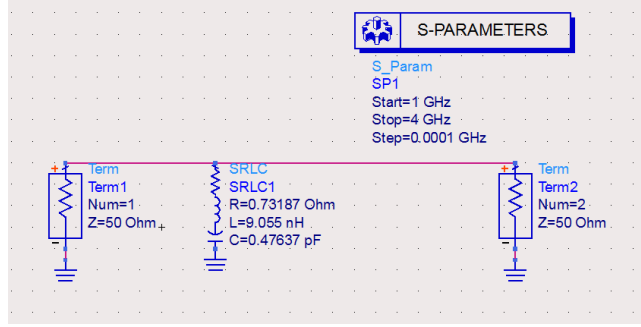 S-PARAMETERS
S_Param
SP1
Start=1 GHz
Stop=4 GHz
Step=0.0001 GHz
+ Term
Term1
Num=1
Z=50 Ohm
-
SRLC
SRLC1
R=0.73187 Ohm
L=9.055 nH
C=0.47637 pF
+ Term
Term2
Num=2
Z=50 Ohm
-